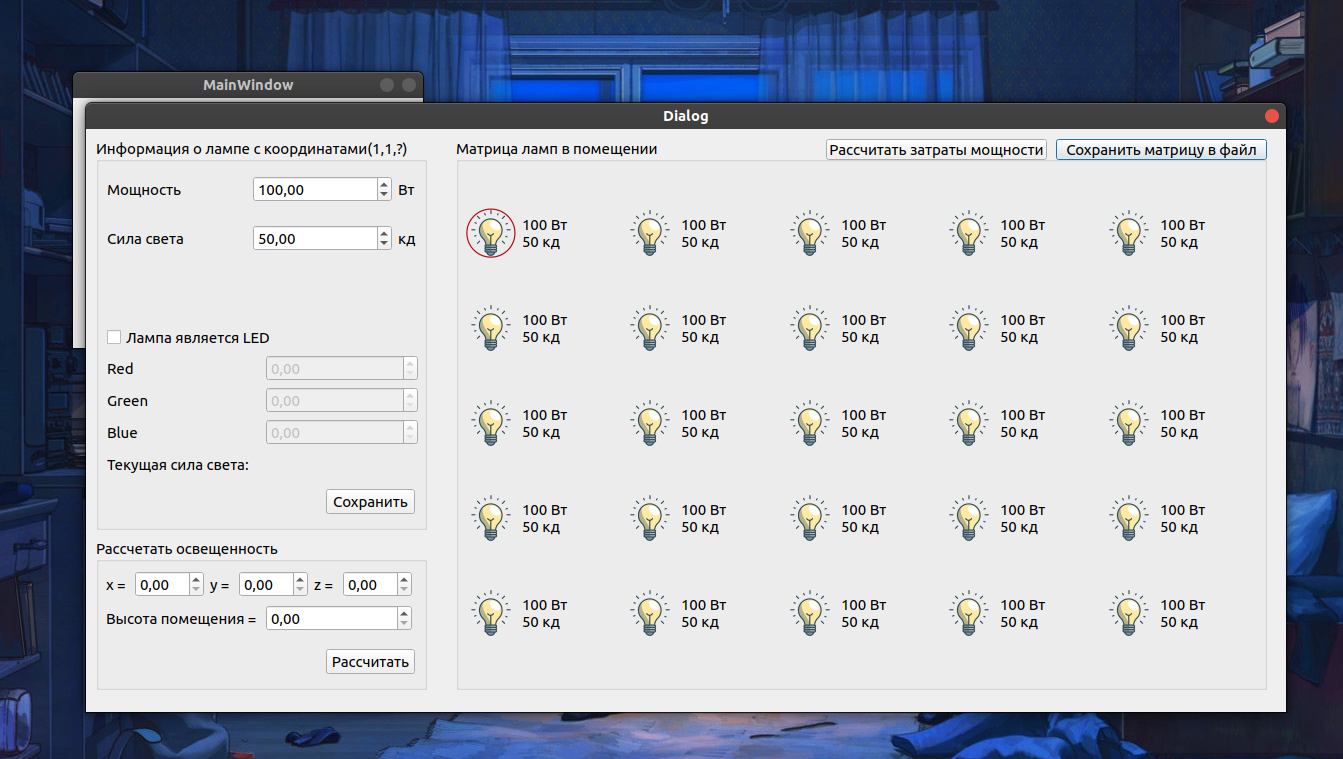 MainWindow
Dialog
Информация о лампе с координатами(1,1,?)
Мощность 100,00 Вт
Сила света 50,00 кд
Лампа является LED
Red 0,00
Green 0,00
Blue 0,00
Текущая сила света:
Сохранить
Рассчетать освещенность
x = 0,00 y = 0,00 z = 0,00
Высота помещения = 0,00
Рассчитать
Матрица ламп в помещении Рассчитать затраты мощности Сохранить матрицу в файл
100 Вт 100 Вт 100 Вт 100 Вт 100 Вт
50 кд 50 кд 50 кд 50 кд 50 кд
100 Вт 100 Вт 100 Вт 100 Вт 100 Вт
50 кд 50 кд 50 кд 50 кд 50 кд
100 Вт 100 Вт 100 Вт 100 Вт 100 Вт
50 кд 50 кд 50 кд 50 кд 50 кд
100 Вт 100 Вт 100 Вт 100 Вт 100 Вт
50 кд 50 кд 50 кд 50 кд 50 кд
100 Вт 100 Вт 100 Вт 100 Вт 100 Вт
50 кд 50 кд 50 кд 50 кд 50 кд